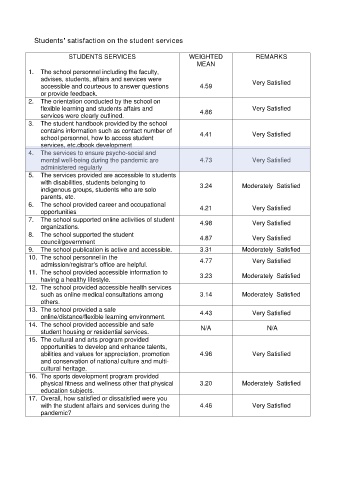 Students' satisfaction on the student services
STUDENTS SERVICES WEIGHTED MEAN REMARKS
1. The school personnel including the faculty,
advises, students, affairs and services were
accessible and courteous to answer questions
or provide feedback. 4.59 Very Satisfied
2. The orientation conducted by the school on
flexible learning and students affairs and
services were clearly outlined. 4.86 Very Satisfied
3. The student handbook provided by the school
contains information such as contact number of
school personnel, how to access student
services, etc.dbook development 4.41 Very Satisfied
4. The services to ensure psycho-social and
mental well-being during the pandemic are
administered regularly 4.73 Very Satisfied
5. The services provided are accessible to students
with disabilities, students belonging to
indigenous groups, students who are solo
parents, etc. 3.24 Moderately Satisfied
6. The school provided career and occupational
opportunities 4.21 Very Satisfied
7. The school supported online activities of student
organizations. 4.98 Very Satisfied
8. The school supported the student
council/government 4.87 Very Satisfied
9. The school publication is active and accessible. 3.31 Moderately Satisfied
10. The school personnel in the
admission/registrar's office are helpful. 4.77 Very Satisfied
11. The school provided accessible information to
having a healthy lifestyle. 3.23 Moderately Satisfied
12. The school provided accessible health services
such as online medical consultations among
others. 3.14 Moderately Satisfied
13. The school provided a safe
online/distance/flexible learning environment. 4.43 Very Satisfied
14. The school provided accessible and safe
student housing or residential services. N/A N/A
15. The cultural and arts program provided
opportunities to develop and enhance talents,
abilities and values for appreciation, promotion
and conservation of national culture and multi-
cultural heritage. 4.96 Very Satisfied
16. The sports development program provided
physical fitness and wellness other that physical
education subjects. 3.20 Moderately Satisfied
17. Overall, how satisfied or dissatisfied were you
with the student affairs and services during the
pandemic? 4.46 Very Satisfied